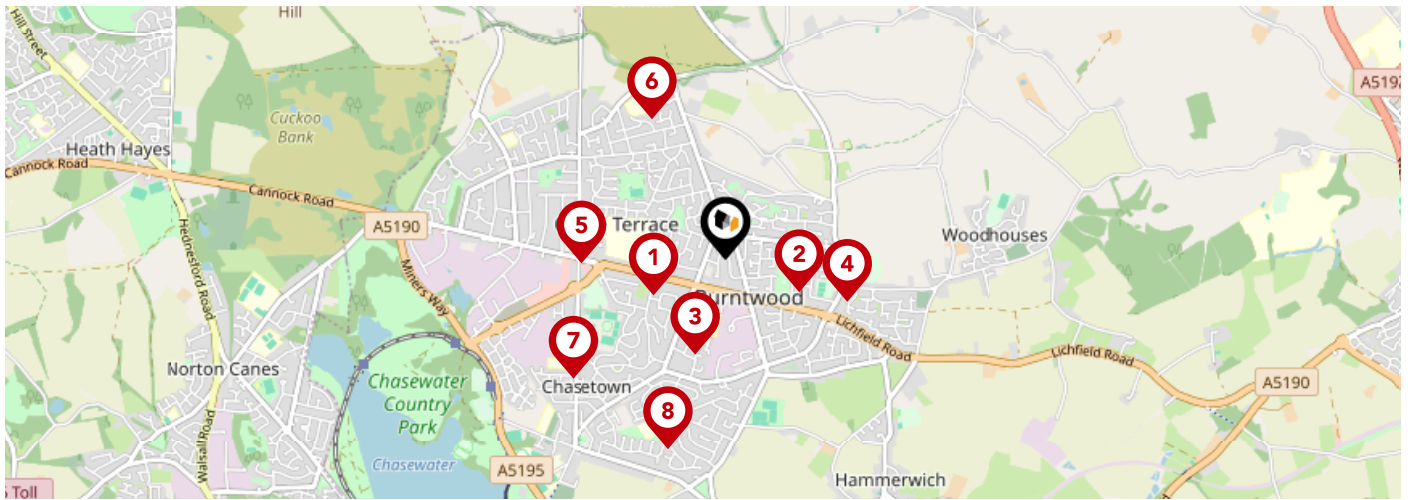 Hill
Hill Street
A519
6
Cuckoo
Bank
Heath Hayes
Cannock Road
Cannock Road
A5190
5
Terrace
1
2
4
Woodhouses
Hednesford Road
Miners Way
Burntwood
3
Lichfield Road
Lichfield Road
7
Norton Canes
Chasewater
Country
Park
Chasetown
A5190
8
Walsall Road
Chasewater
A5195
Hammerwich
Toll